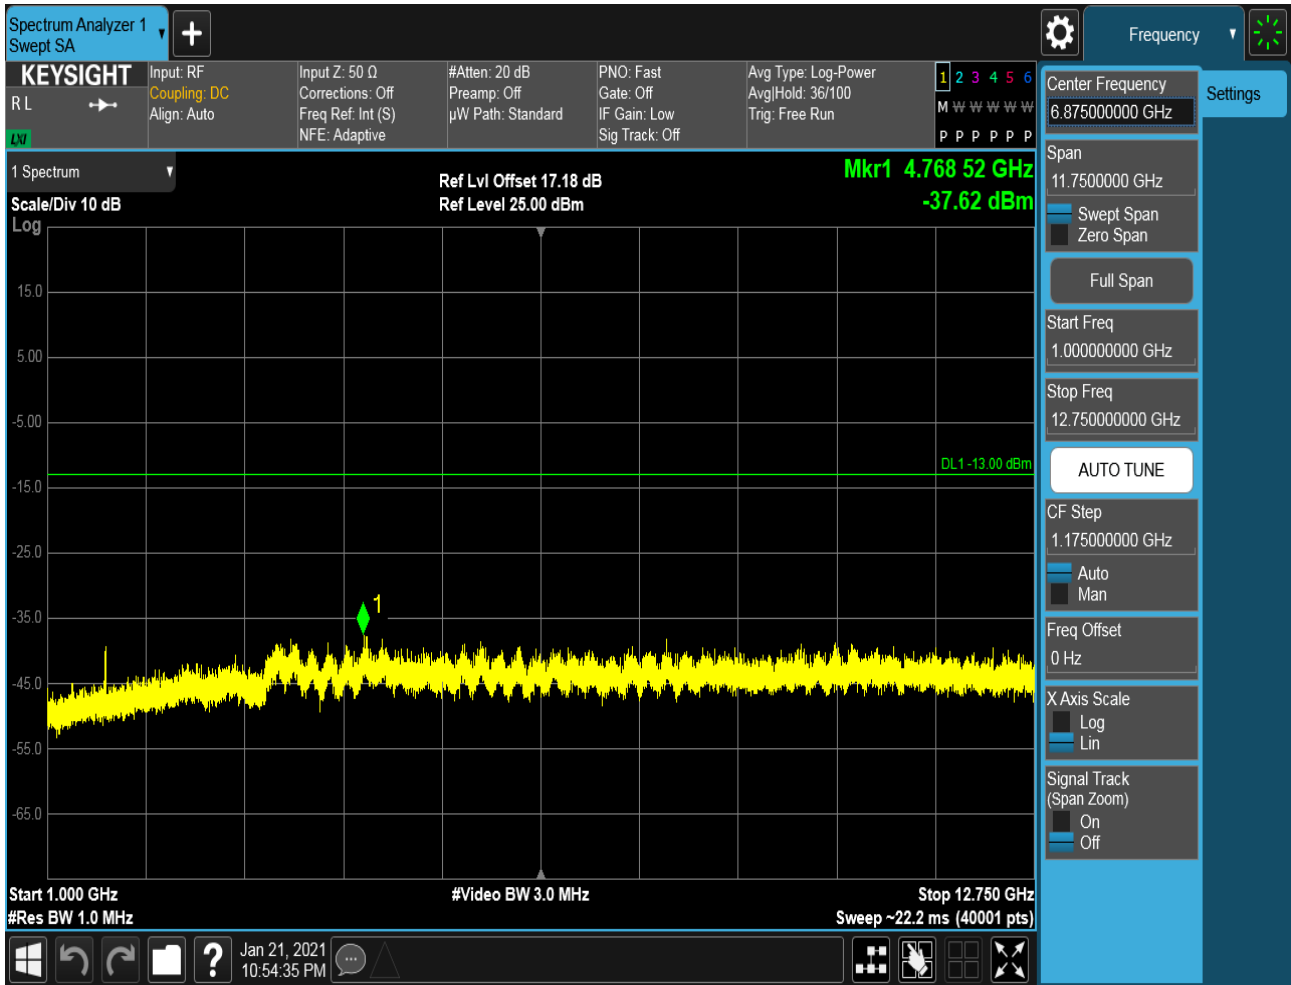 Spectrum Analyzer 1
Swept SA
Frequency
KEYSIGHT
R L
LXI
Input: RF
Coupling: DC
Align: Auto
Input Z: 50 Ω
Corrections: Off
Freq Ref: Int (S)
NFE: Adaptive
#Atten: 20 dB
Preamp: Off
µW Path: Standard
PNO: Fast
Gate: Off
IF Gain: Low
Sig Track: Off
Avg Type: Log-Power
Avg|Hold: 36/100
Trig: Free Run
1 2 3 4 5 6
M W W W W W
P P P P P P
1 Spectrum
Scale/Div 10 dB
Log
Ref Lvl Offset 17.18 dB
Ref Level 25.00 dBm
Mkr1 4.768 52 GHz
-37.62 dBm
15.0
5.00
-5.00
DL1 -13.00 dBm
-15.0
-25.0
1
-35.0
-45.0
-55.0
-65.0
Start 1.000 GHz
#Video BW 3.0 MHz
Stop 12.750 GHz
#Res BW 1.0 MHz
Sweep ~22.2 ms (40001 pts)
?
Jan 21, 2021
10:54:35 PM
Center Frequency
6.875000000 GHz
Settings
Span
11.7500000 GHz
Swept Span
Zero Span
Full Span
Start Freq
1.000000000 GHz
Stop Freq
12.750000000 GHz
AUTO TUNE
CF Step
1.175000000 GHz
Auto
Man
Freq Offset
0 Hz
X Axis Scale
Log
Lin
Signal Track
(Span Zoom)
On
Off